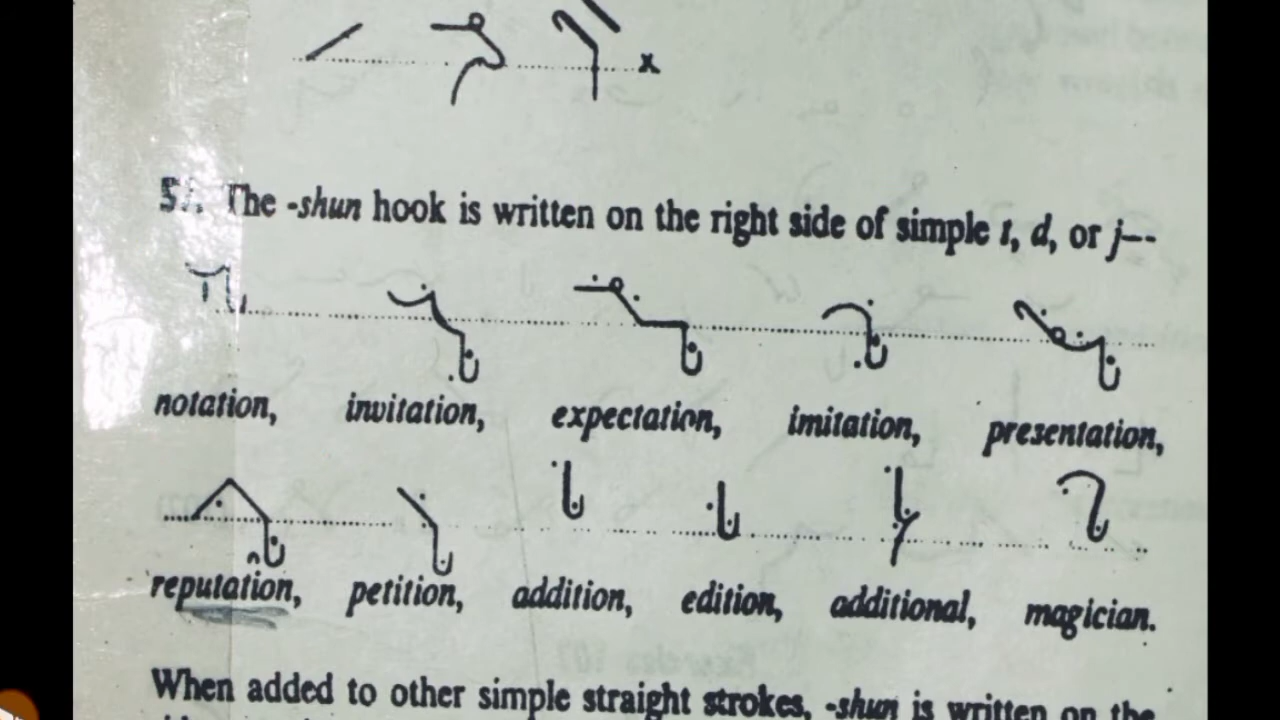 x
The -shun hook is written on the right side of simple t, d, or j—
notation, invitation, expectation, imitation, presentation,
reputation, petition, addition, edition, additional, magician.
When added to other simple straight strokes, -shun is written on the